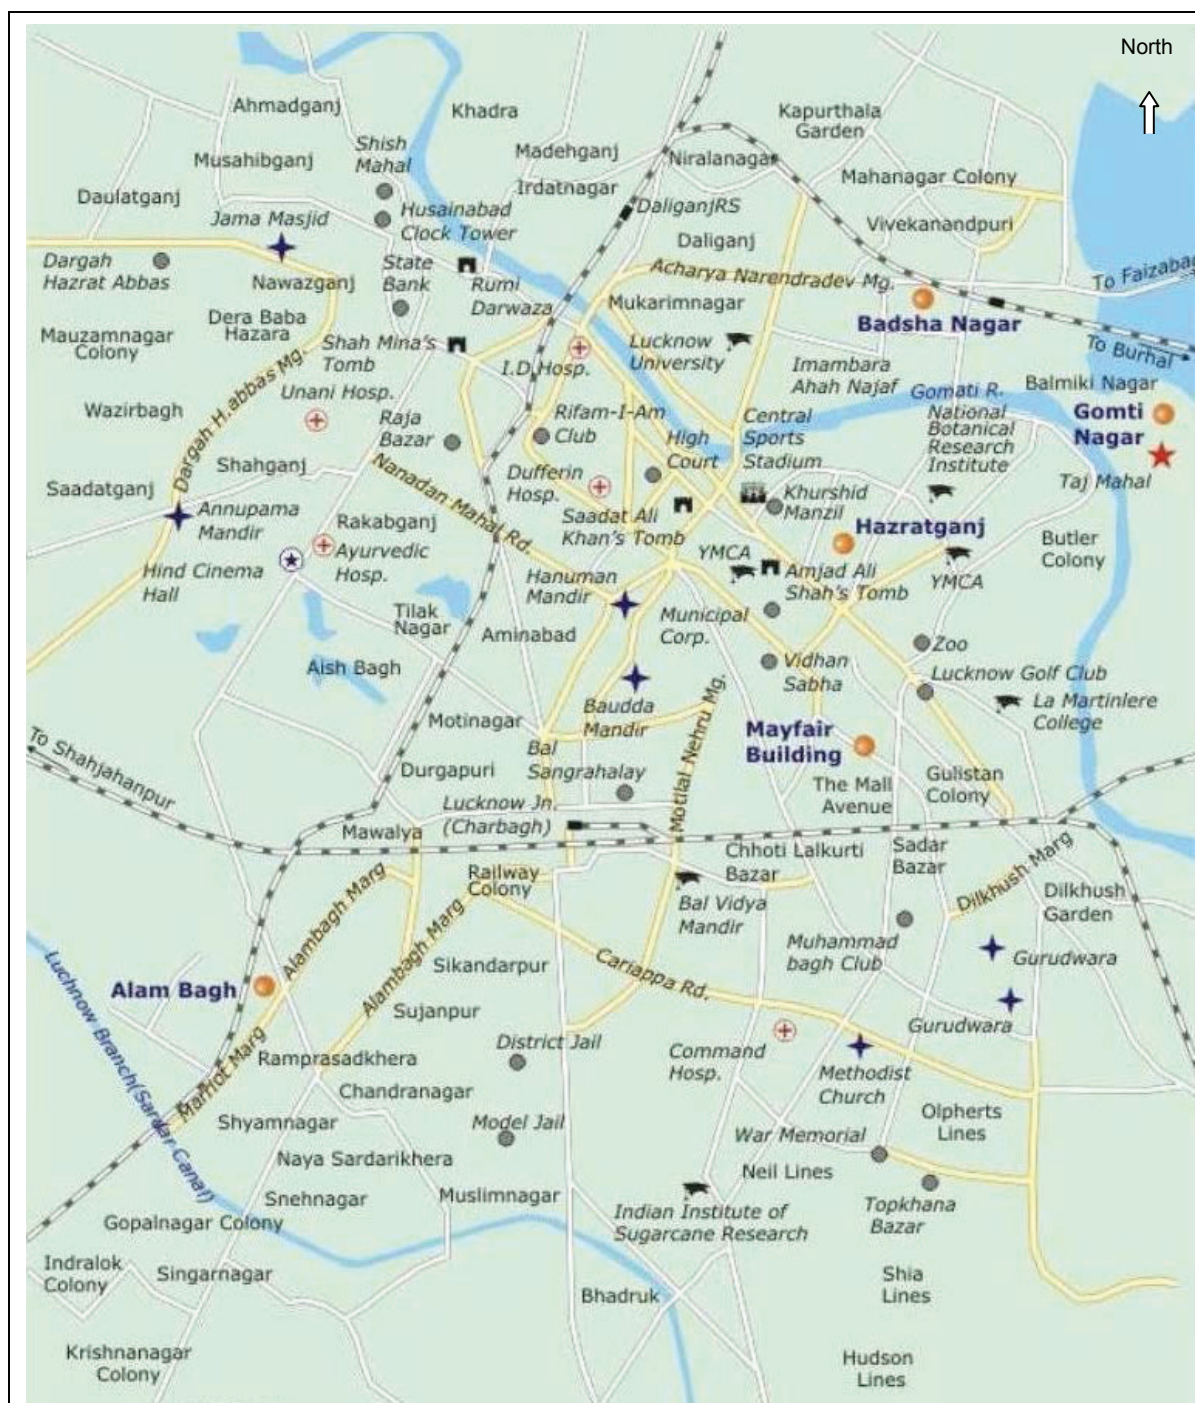 North
Ahmadganj
Khadra
Kapurthala
Garden
Shish
Mahal
Musahibganj
Madehganj
Niralanagar
Irdatnagar
Mahanagar Colony
Daulatganj
Jama Masjid
Husainabad
Clock Tower
DaliganjRS
Vivekanandpuri
Daliganj
Dargah
Hazrat Abbas
State
Bank
Nawazganj
Rumi
Darwaza
Acharya Narendradev Mg.
To Faizabad
Mukarimnagar
Badsha Nagar
Dera Baba
Hazara
Mauzamnagar
Colony
Shah Mina's
Tomb
Lucknow
University
To Burhal
I.D.Hosp.
Imambara
Ahah Najaf
Gomati R.
Balmiki Nagar
Dargah H.abbas Mg.
Unani Hosp.
Wazirbagh
Raja
Bazar
Rifam-I-Am
Club
High
Court
Central
Sports
Stadium
National
Botanical
Research
Institute
Gomti
Nagar
Taj Mahal
Shahganj
Nanadan Mahal Rd.
Dufferin
Hosp.
Saadatganj
Khurshid
Manzil
Annupama
Mandir
Rakabganj
Saadat Ali
Khan's Tomb
Hazratganj
Butler
Colony
Ayurvedic
Hosp.
YMCA
Hind Cinema
Hall
Hanuman
Mandir
Amjad Ali
Shah's Tomb
YMCA
Tilak
Nagar
Aminabad
Municipal
Corp.
Zoo
Aish Bagh
Vidhan
Sabha
Lucknow Golf Club
Baudda
Mandir
Motilal Nehru Mg.
La Martinlere
College
Motinagar
Mayfair
Building
To Shahjahanpur
Bal
Sangrahalay
Durgapuri
The Mall
Avenue
Gulistan
Colony
Lucknow Jn.
(Charbagh)
Mawalya
Chhoti Lalkurti
Bazar
Sadar
Bazar
Railway
Colony
Dilkhush Marg
Alambagh Marg
Bal Vidya
Mandir
Dilkhush
Garden
Alambagh Marg
Muhammad
bagh Club
Gurudwara
Luchnow Branch(Sardar Canal)
Sikandarpur
Cariappa Rd.
Alam Bagh
Sujanpur
Gurudwara
District Jail
Command
Hosp.
Marriot Marg
Ramprasadkhera
Methodist
Church
Chandranagar
Olpherts
Lines
Shyamnagar
Model Jail
War Memorial
Naya Sardarikhera
Neil Lines
Snehnagar
Muslimnagar
Topkhana
Bazar
Gopalnagar Colony
Indian Institute of
Sugarcane Research
Indralok
Colony
Singarnagar
Shia
Lines
Bhadruk
Krishnanagar
Colony
Hudson
Lines